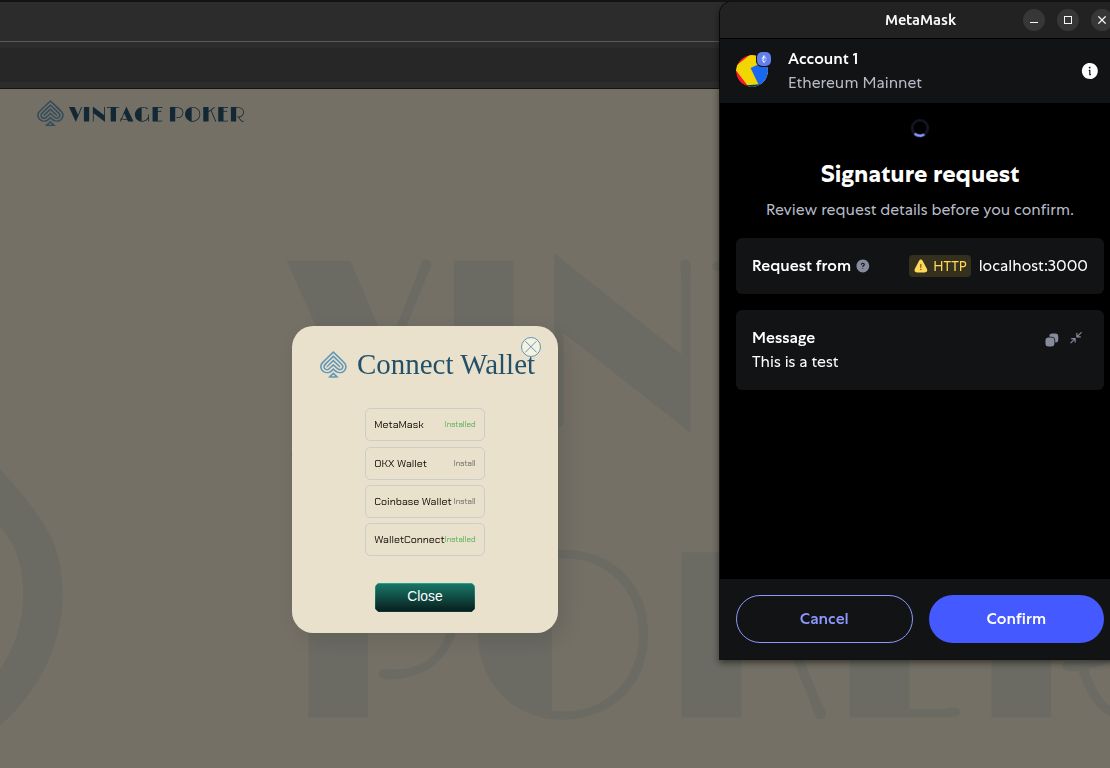 MetaMask
Account 1
Ethereum Mainnet
VINTAGE POKER
Signature request
Review request details before you confirm.
Request from
HTTP localhost:3000
Message
This is a test
Cancel
Confirm
VIN
POKER
Connect Wallet
MetaMask Installed
OKX Wallet Install
Coinbase Wallet Install
WalletConnect Installed
Close